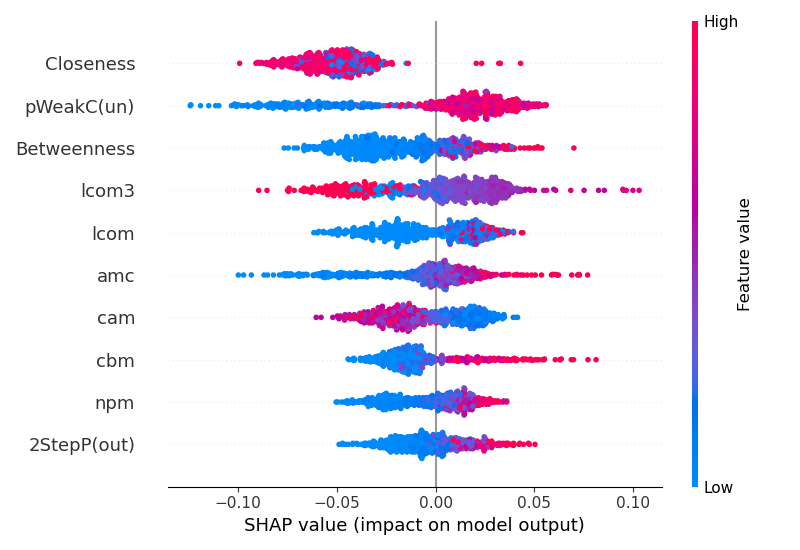 High
Closeness
pWeakC(un)
Betweenness
lcom3
lcom
amc
cam
cbm
npm
2StepP(out)
Feature value
Low
−0.10 −0.05 0.00 0.05 0.10
SHAP value (impact on model output)